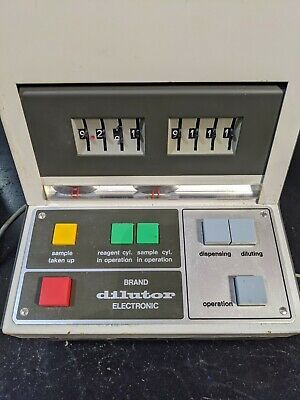 sample
taken up
reagent cyl.
in operation
sample cyl.
in operation
dispensing
diluting
BRAND
dilutor
ELECTRONIC
operation